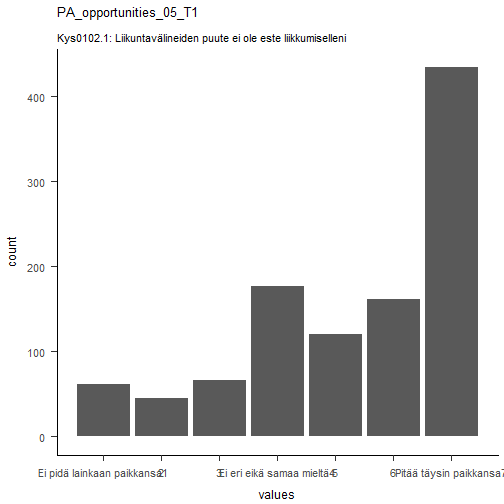 PA_opportunities_05_T1
Kys0102.1: Liikuntavälineiden puute ei ole este liikkumiselleni
400
300
200
100
0
count
Ei pidä lainkaan paikkansa1 2 3 Ei eri eikä samaa mieltä4 5 6 Pitää täysin paikkansa7
values